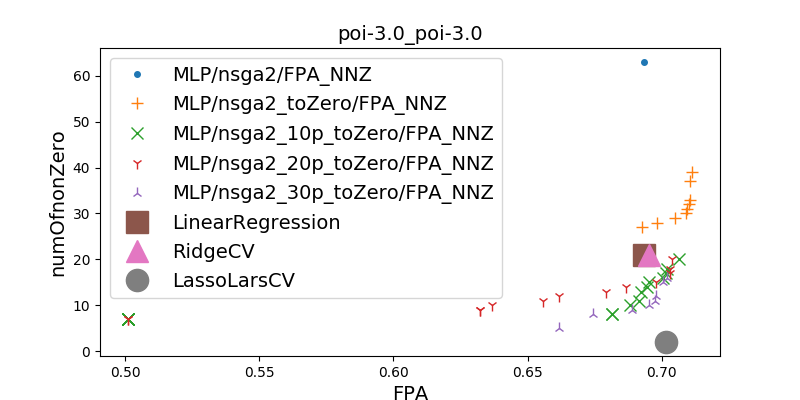 poi-3.0_poi-3.0
numOfnonZero
60
50
40
30
20
10
0
MLP/nsga2/FPA_NNZ
MLP/nsga2_toZero/FPA_NNZ
MLP/nsga2_10p_toZero/FPA_NNZ
MLP/nsga2_20p_toZero/FPA_NNZ
MLP/nsga2_30p_toZero/FPA_NNZ
LinearRegression
RidgeCV
LassoLarsCV
0.50 0.55 0.60 0.65 0.70
FPA